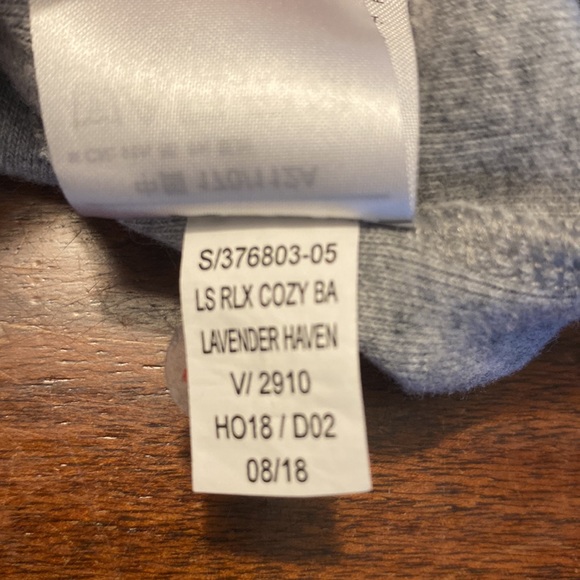 S/376803-05
LS RLX COZY BA
LAVENDER HAVEN
V/ 2910
HO18 / D02
08/18